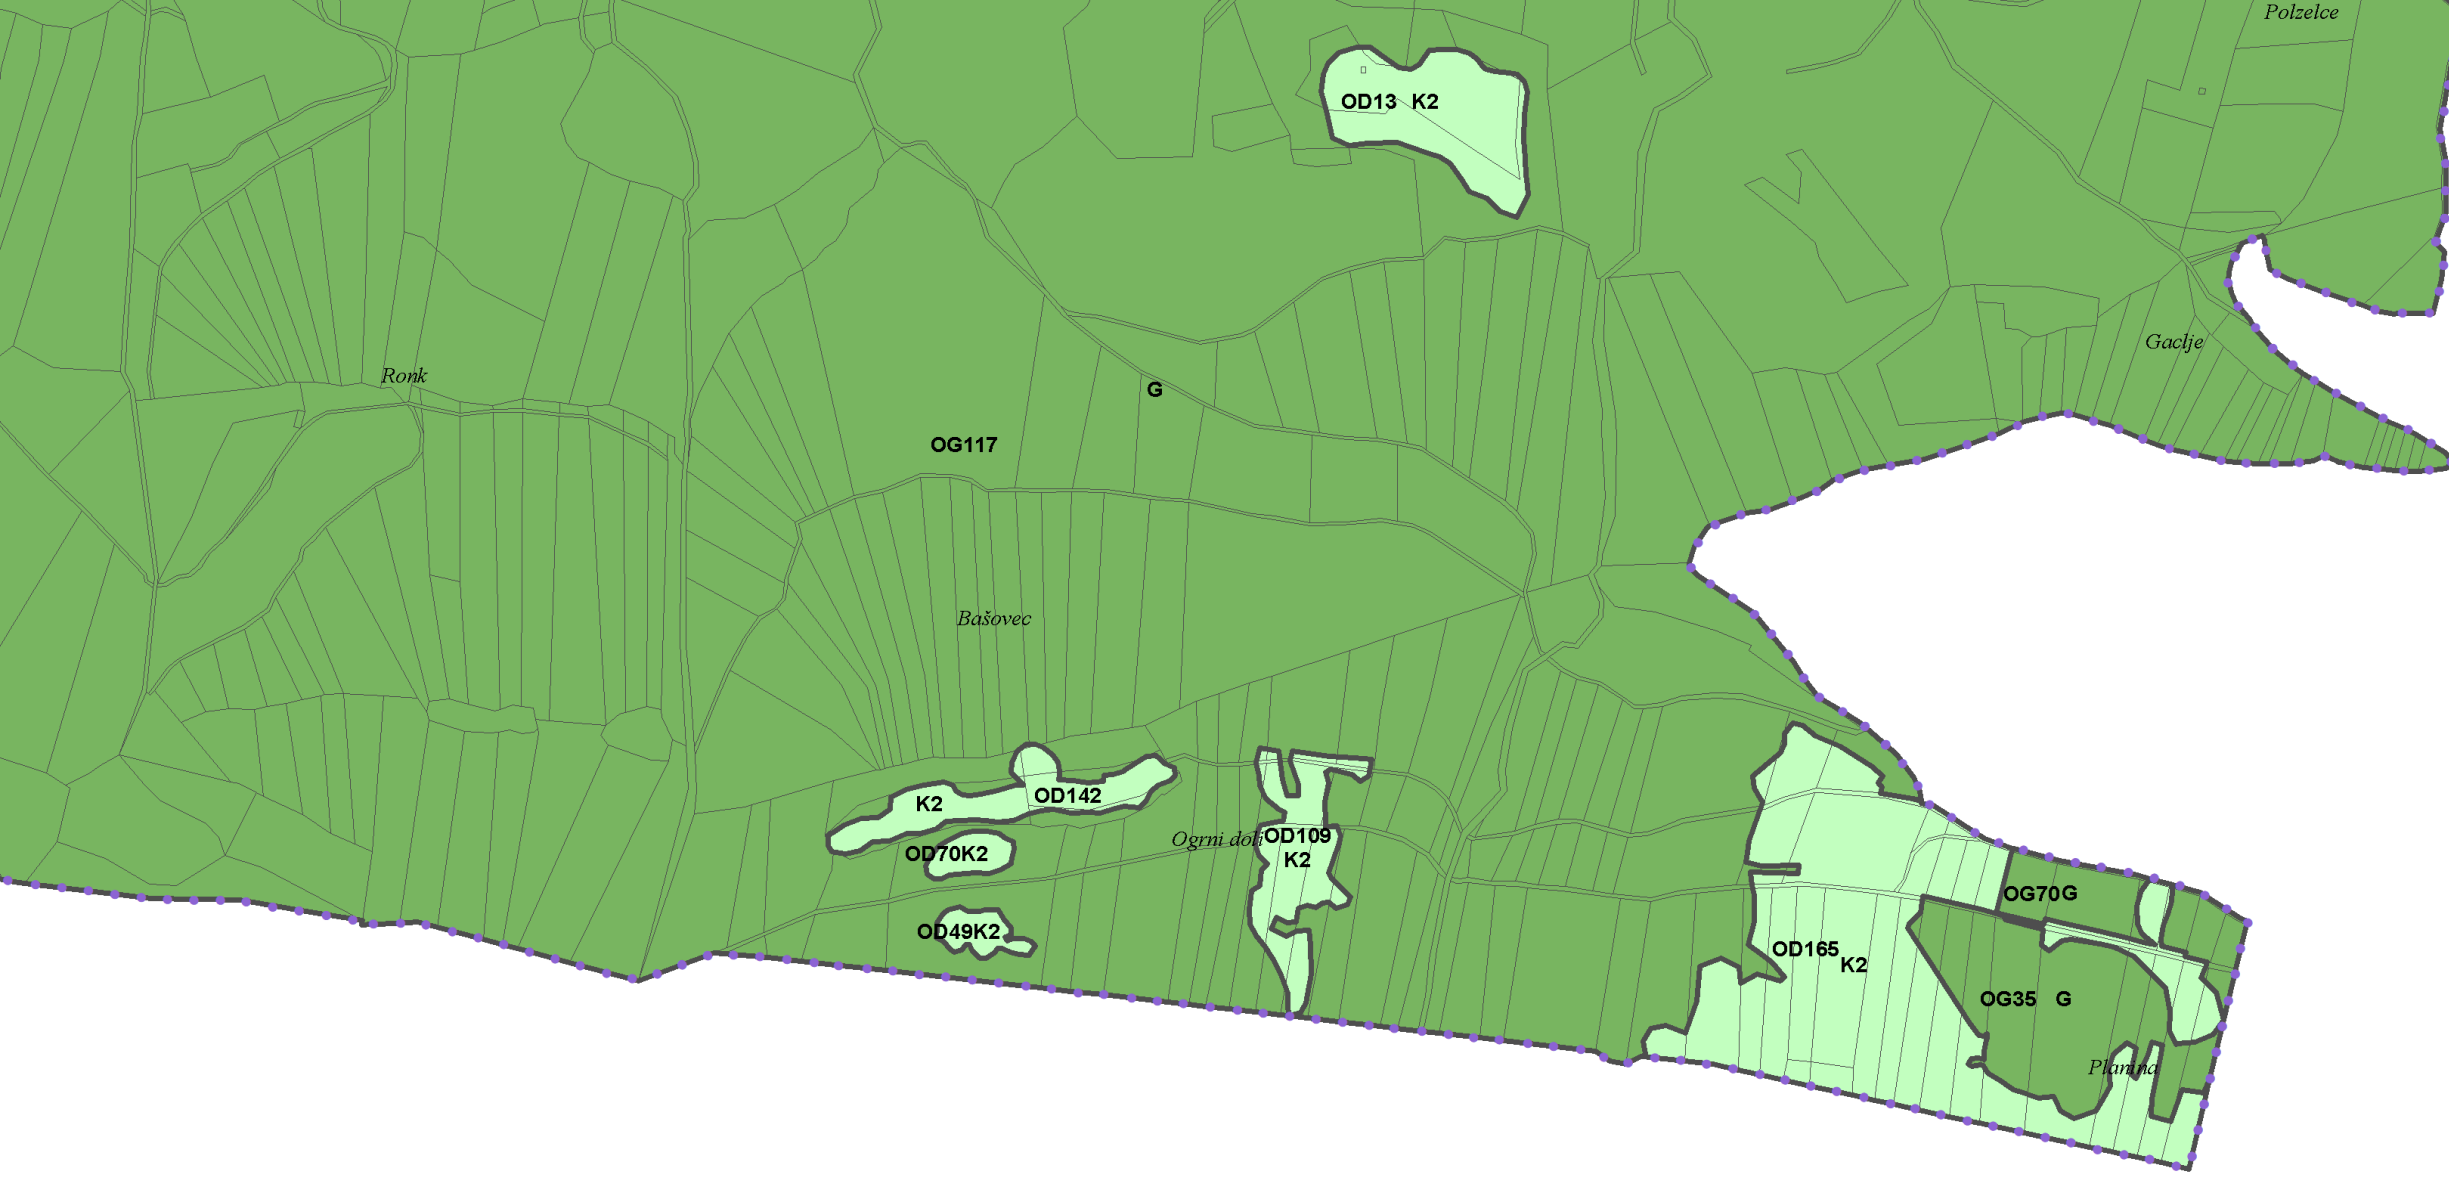 Polzelce
OD13 K2
Gaclje
Ronk
G
OG117
Bašovec
K2
OD142
Ogrni doli
OD109
K2
OD70K2
OG70G
OD49K2
OD165
K2
OG35 G
Planina